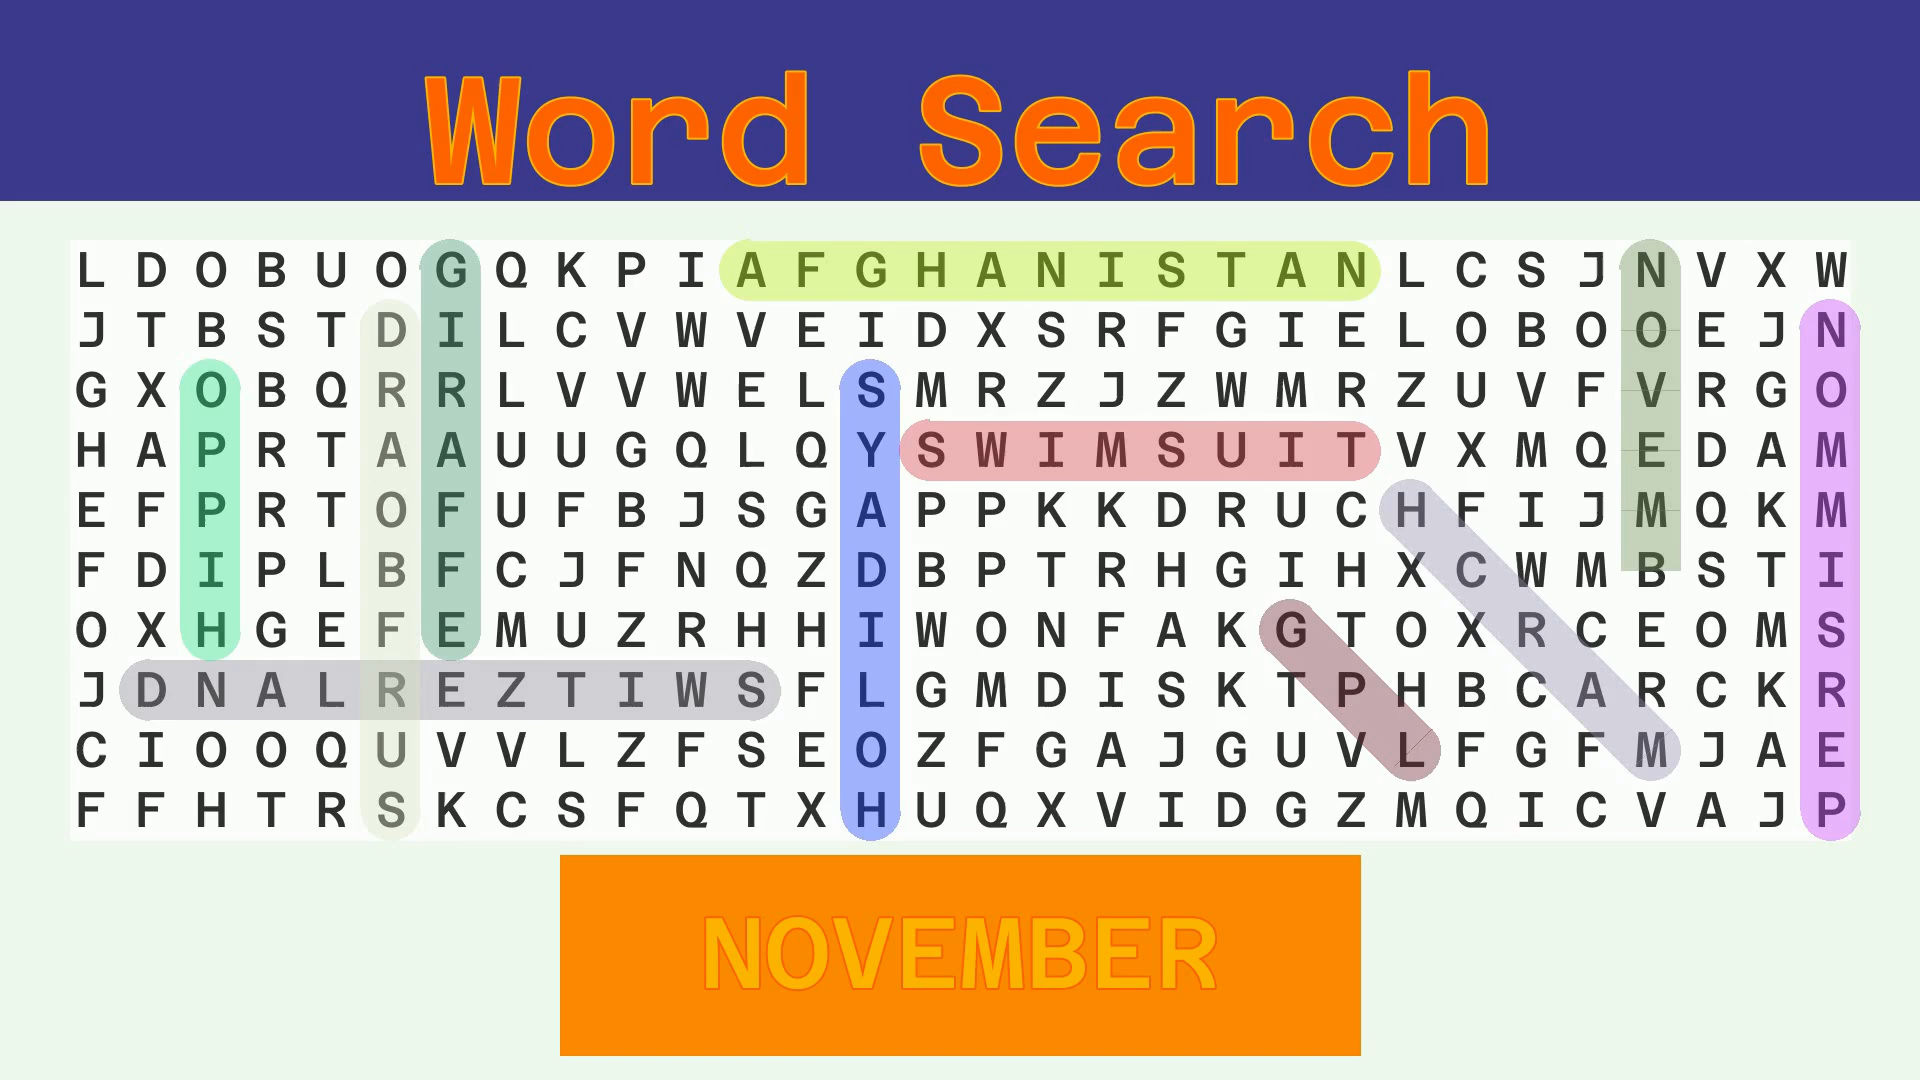 Word Search
L D O B U O G Q K P I A F G H A N I S T A N L C S J N V X W
J T B S T D I L C V W V E I D X S R F G I E L O B O O E J N
G X O B Q R R L V V W E L S M R Z J Z W M R Z U V F V R G O
H A P R T A A U U G Q L Q Y S W I M S U I T V X M Q E D A M
E F P R T O F U F B J S G A P P K K D R U C H F I J M Q K M
F D I P L B F C J F N Q Z D B P T R H G I H X C W M B S T I
O X H G E F E M U Z R H H I W O N F A K G T O X R C E O M S
J D N A L R E Z T I W S F L G M D I S K T P H B C A R C K R
C I O O Q U V V L Z F S E O Z F G A J G U V L F G F M J A E
F F H T R S K C S F Q T X H U Q X V I D G Z M Q I C V A J P
NOVEMBER